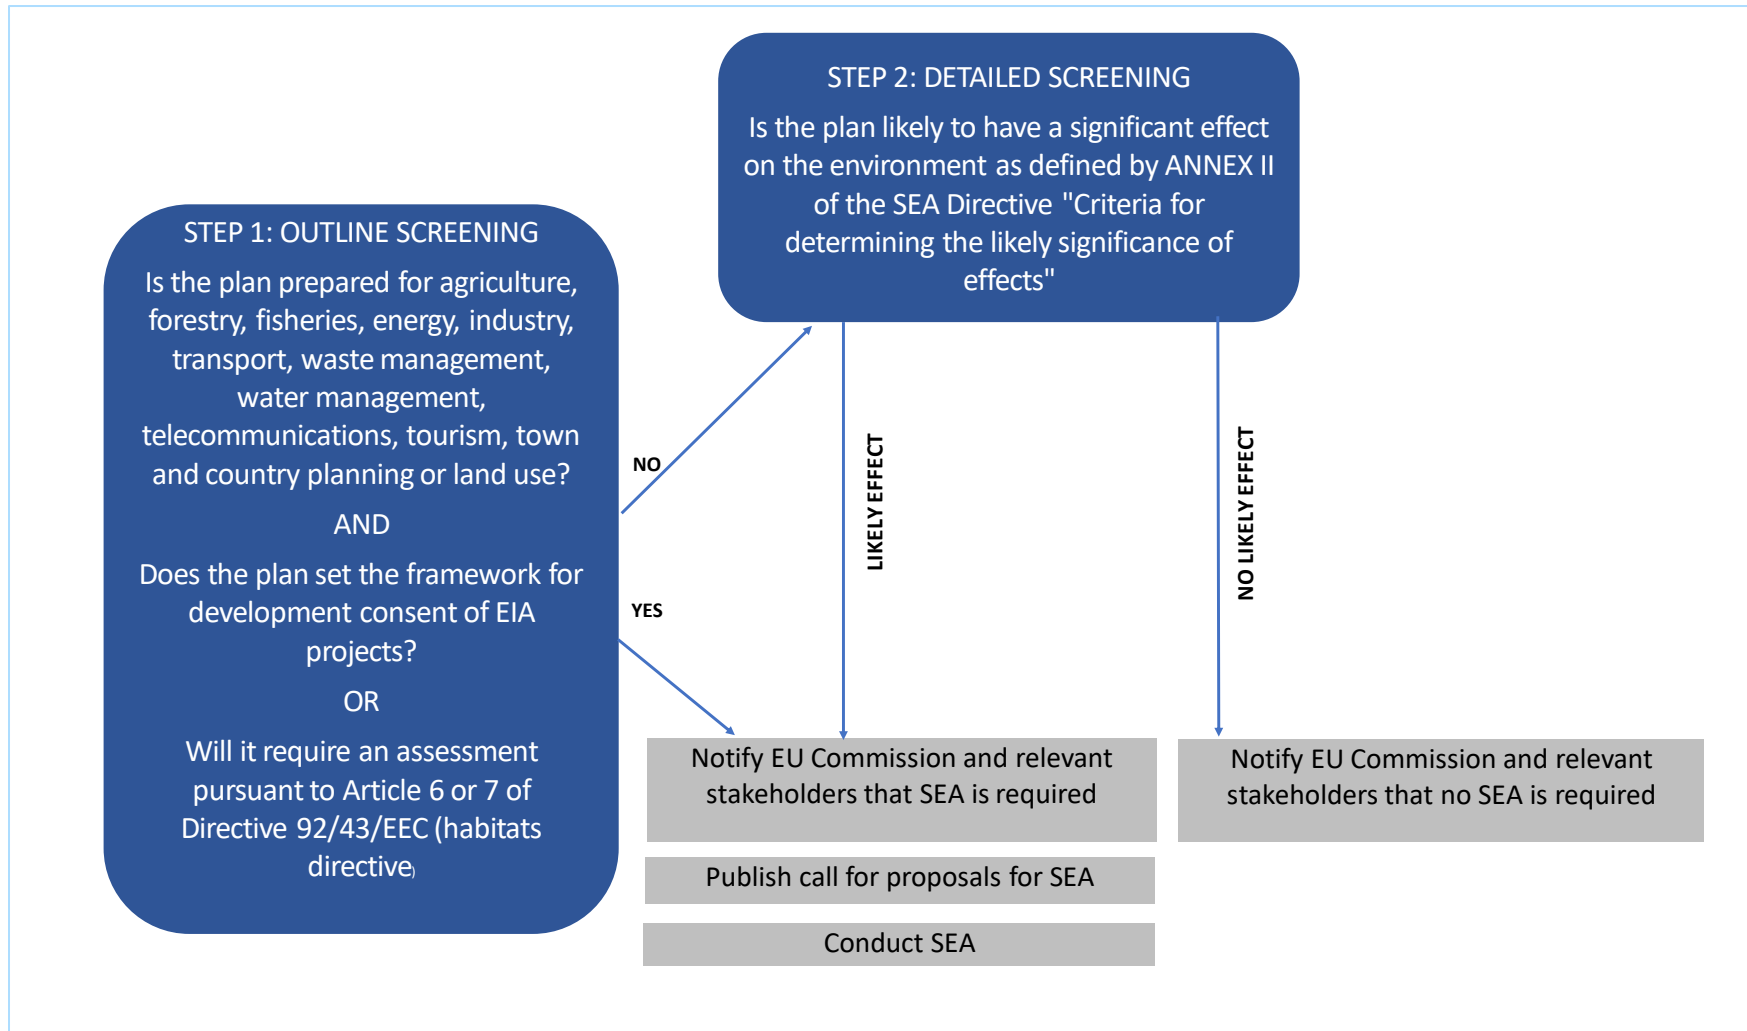 STEP 1: OUTLINE SCREENING
Is the plan prepared for agriculture,
forestry, fisheries, energy, industry,
transport, waste management,
water management,
telecommunications, tourism, town
and country planning or land use?
AND
Does the plan set the framework for
development consent of EIA
projects?
OR
Will it require an assessment
pursuant to Article 6 or 7 of
Directive 92/43/EEC (habitats
directive)
NO
YES
STEP 2: DETAILED SCREENING
Is the plan likely to have a significant effect
on the environment as defined by ANNEX II
of the SEA Directive "Criteria for
determining the likely significance of
effects"
LIKELY EFFECT
NO LIKELY EFFECT
Notify EU Commission and relevant
stakeholders that SEA is required
Notify EU Commission and relevant
stakeholders that no SEA is required
Publish call for proposals for SEA
Conduct SEA